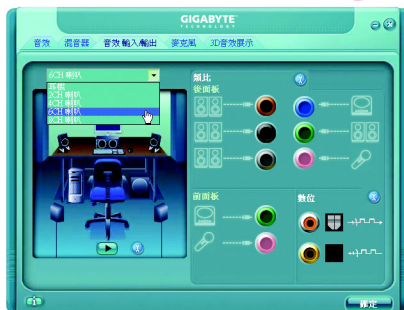 GIGABYTE
TECHNOLOGY
音效 混音器 音效輸入/輸出 麥克風 3D音效展示
6CH 喇叭
耳機
2CH 喇叭
4CH 喇叭
6CH 喇叭
8CH 喇叭
類比
後面板
前面板
數位
確定